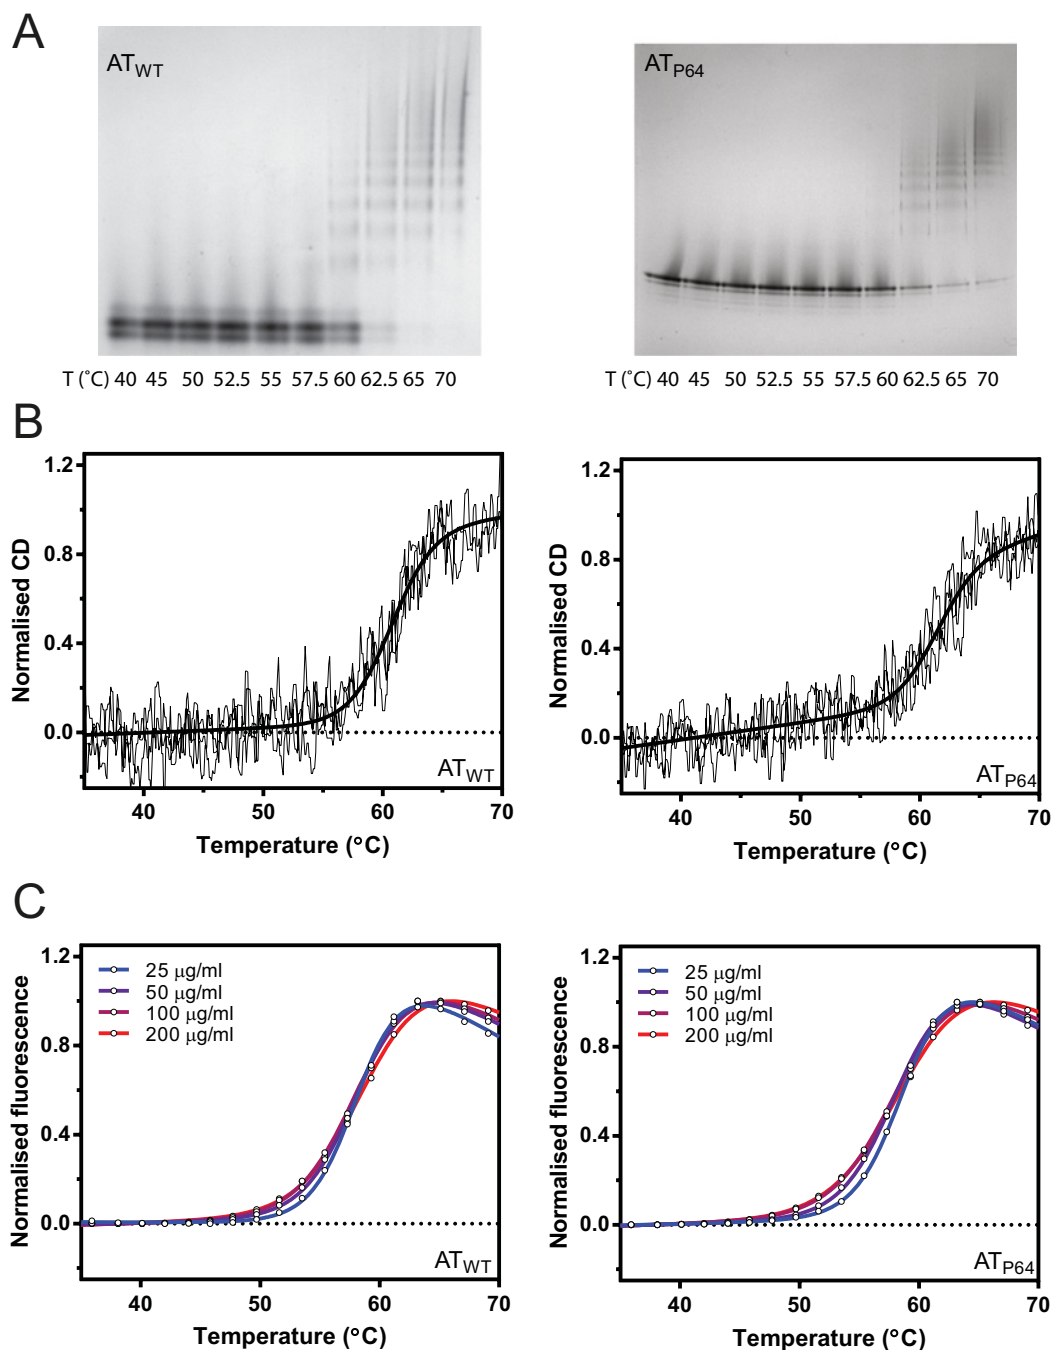 A
AT_WT
AT_P64
T (°C) 40 45 50 52.5 55 57.5 60 62.5 65 70
T (°C) 40 45 50 52.5 55 57.5 60 62.5 65 70
B
Normalised CD
1.2
0.8
0.4
0.0
AT_WT
40 50 60 70
Temperature (°C)
Normalised CD
1.2
0.8
0.4
0.0
AT_P64
40 50 60 70
Temperature (°C)
C
Normalised fluorescence
1.2
0.8
0.4
0.0
25 µg/ml
50 µg/ml
100 µg/ml
200 µg/ml
AT_WT
40 50 60 70
Temperature (°C)
Normalised fluorescence
1.2
0.8
0.4
0.0
25 µg/ml
50 µg/ml
100 µg/ml
200 µg/ml
AT_P64
40 50 60 70
Temperature (°C)